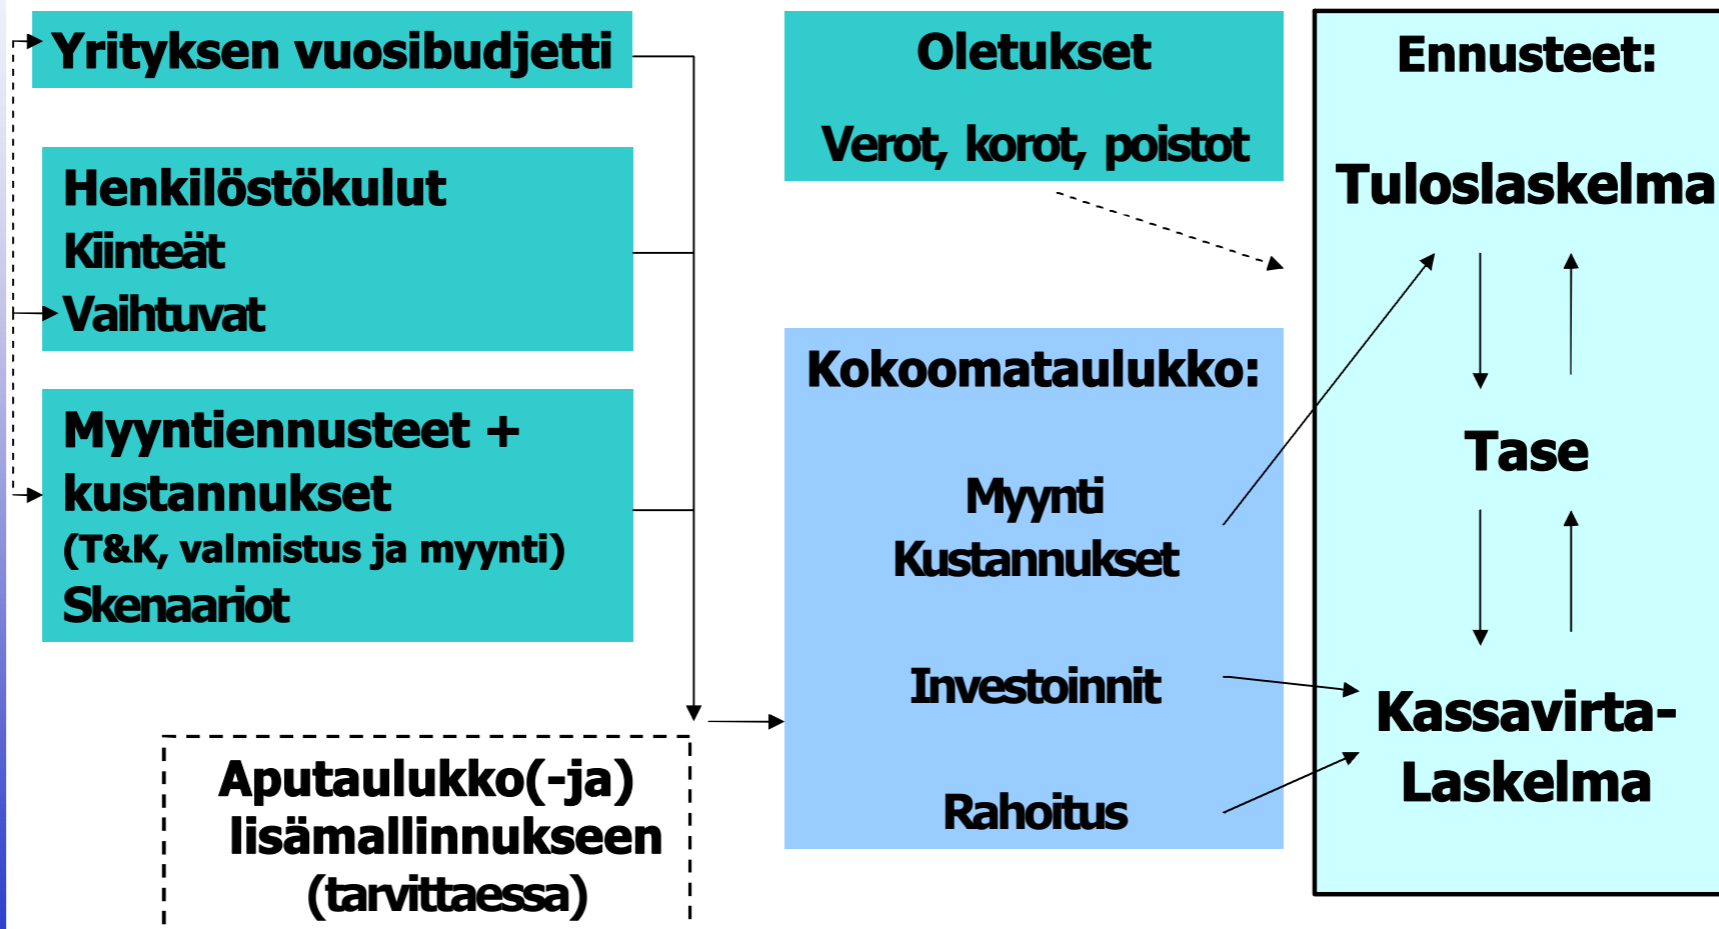 Yrityksen vuosibudjetti
Henkilöstökulut
Kiinteät
Vaihtuvat
Myyntiennusteet +
kustannukset
(T&K, valmistus ja myynti)
Skenaariot
Aputaulukko(-ja)
lisämallinnukseen
(tarvittaessa)
Oletukset
Verot, korot, poistot
Kokoomataulukko:
Myynti
Kustannukset
Investoinnit
Rahoitus
Ennusteet:
Tuloslaskelma
Tase
Kassavirta-
Laskelma